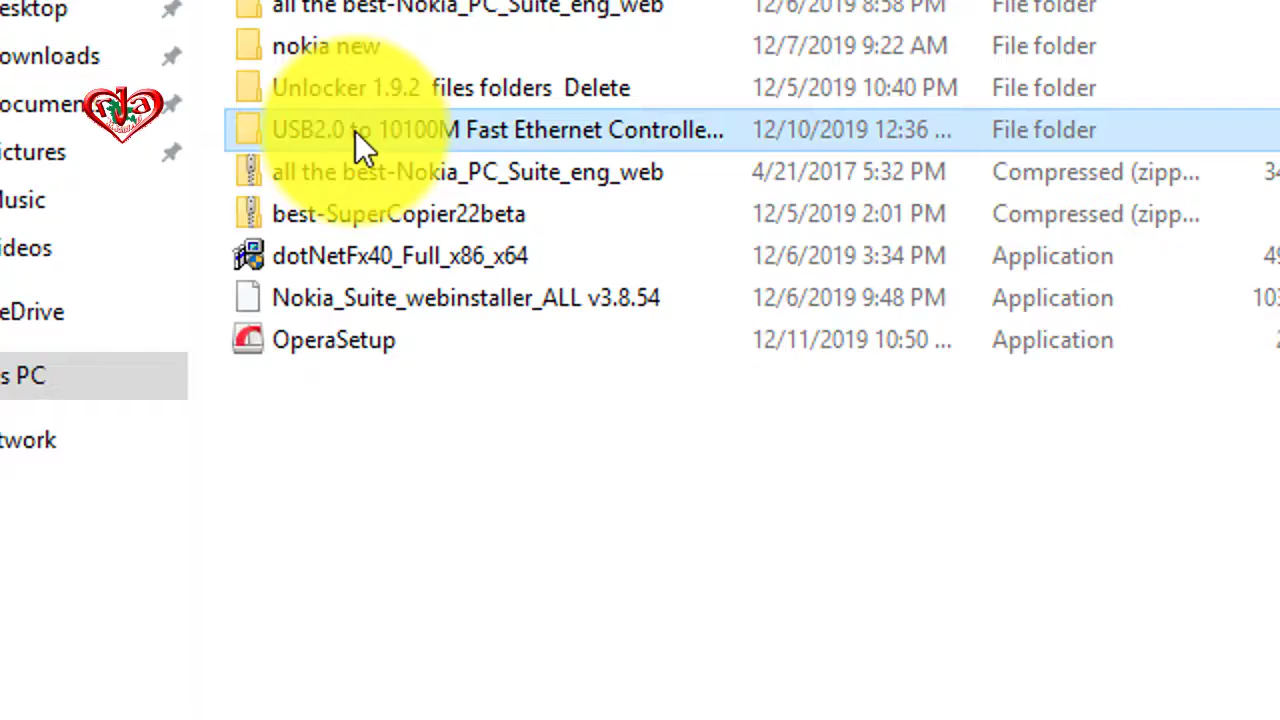 esktop
all the best-Nokia_PC_Suite_eng_web 12/6/2019 8:58 PM File folder
ownloads
nokia new 12/7/2019 9:22 AM File folder
Unlocker 1.9.2 files folders Delete 12/5/2019 10:40 PM File folder
ocumen
USB2.0 to 10100M Fast Ethernet Controlle... 12/10/2019 12:36 ... File folder
ictures
all the best-Nokia_PC_Suite_eng_web 4/21/2017 5:32 PM Compressed (zipp... 34
usic
best-SuperCopier22beta 12/5/2019 2:01 PM Compressed (zipp...
ideos
dotNetFx40_Full_x86_x64 12/6/2019 3:34 PM Application 49
eDrive
Nokia_Suite_webinstaller_ALL v3.8.54 12/6/2019 9:48 PM Application 103
OperaSetup 12/11/2019 10:50 ... Application 2
s PC
twork